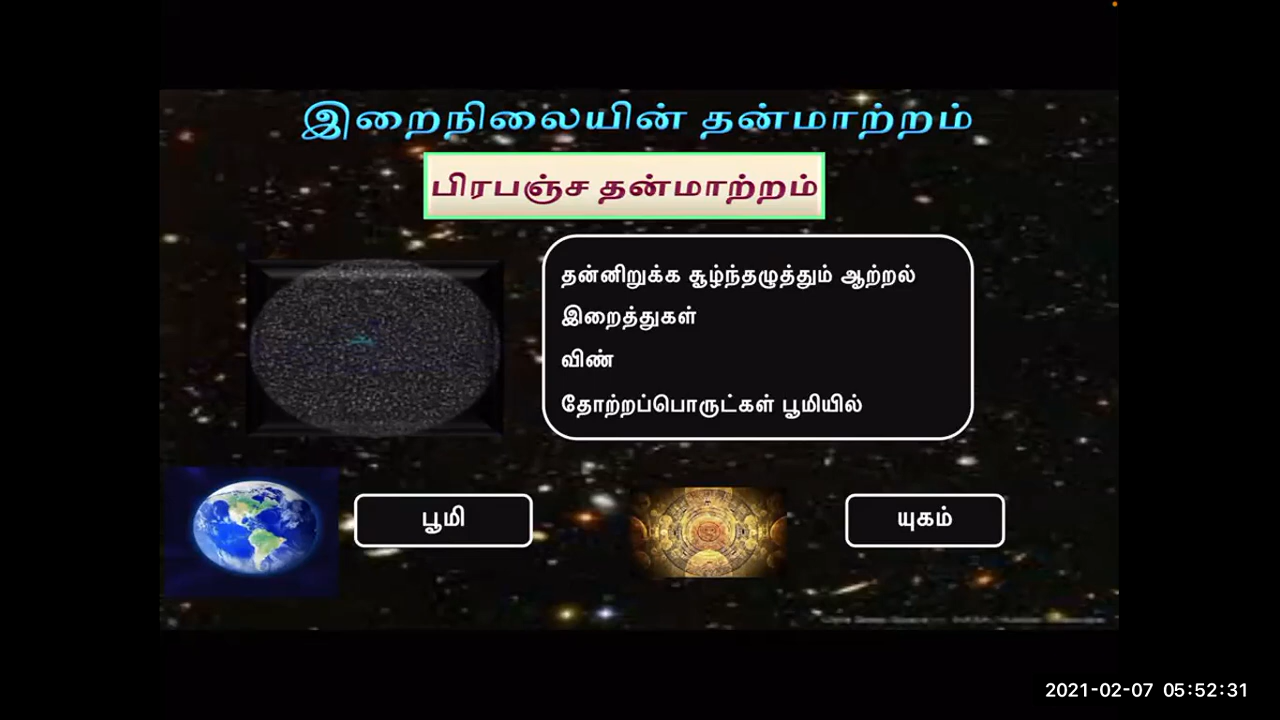 இறைநிலையின் தன்மாற்றம்
பிரபஞ்ச தன்மாற்றம்
தன்னிறுக்க சூழ்ந்தழுத்தும் ஆற்றல்
இறைத்துகள்
விண்
தோற்றப்பொருட்கள் பூமியில்
பூமி
யுகம்
2021-02-07 05:52:31